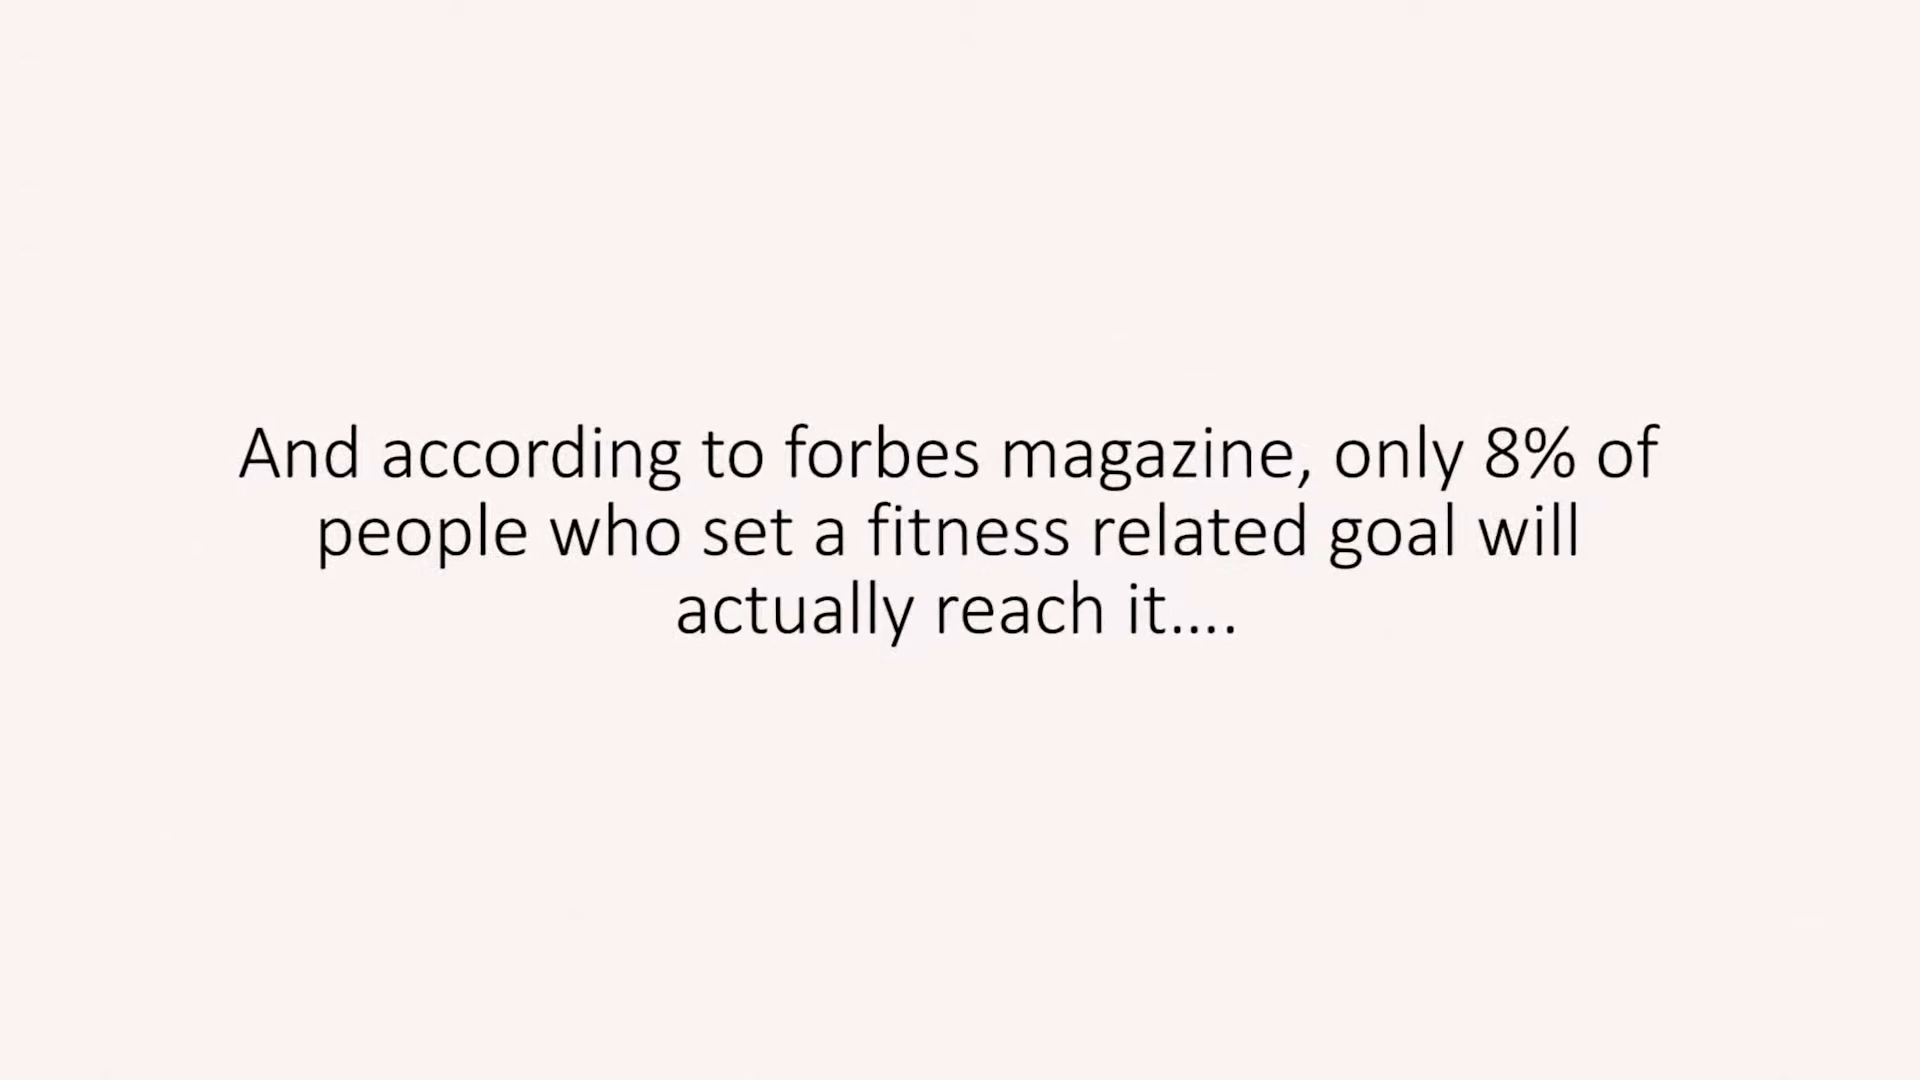 And according to forbes magazine, only 8% of
people who set a fitness related goal will
actually reach it....